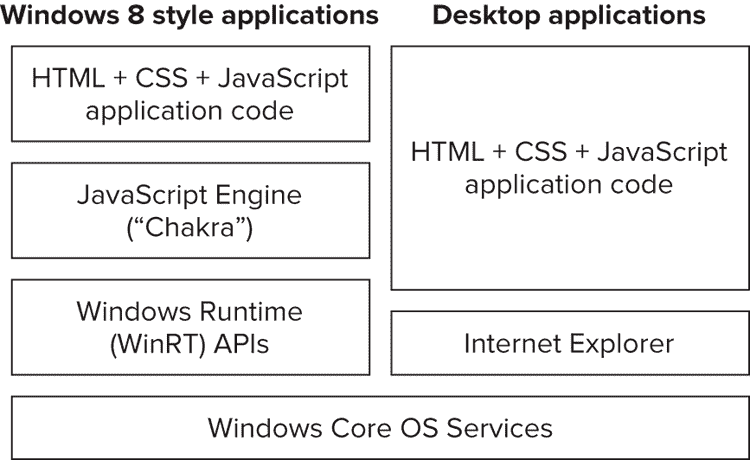 Windows 8 style applications
HTML + CSS + JavaScript
application code
JavaScript Engine
(“Chakra”)
Windows Runtime
(WinRT) APIs
Desktop applications
HTML + CSS + JavaScript
application code
Internet Explorer
Windows Core OS Services